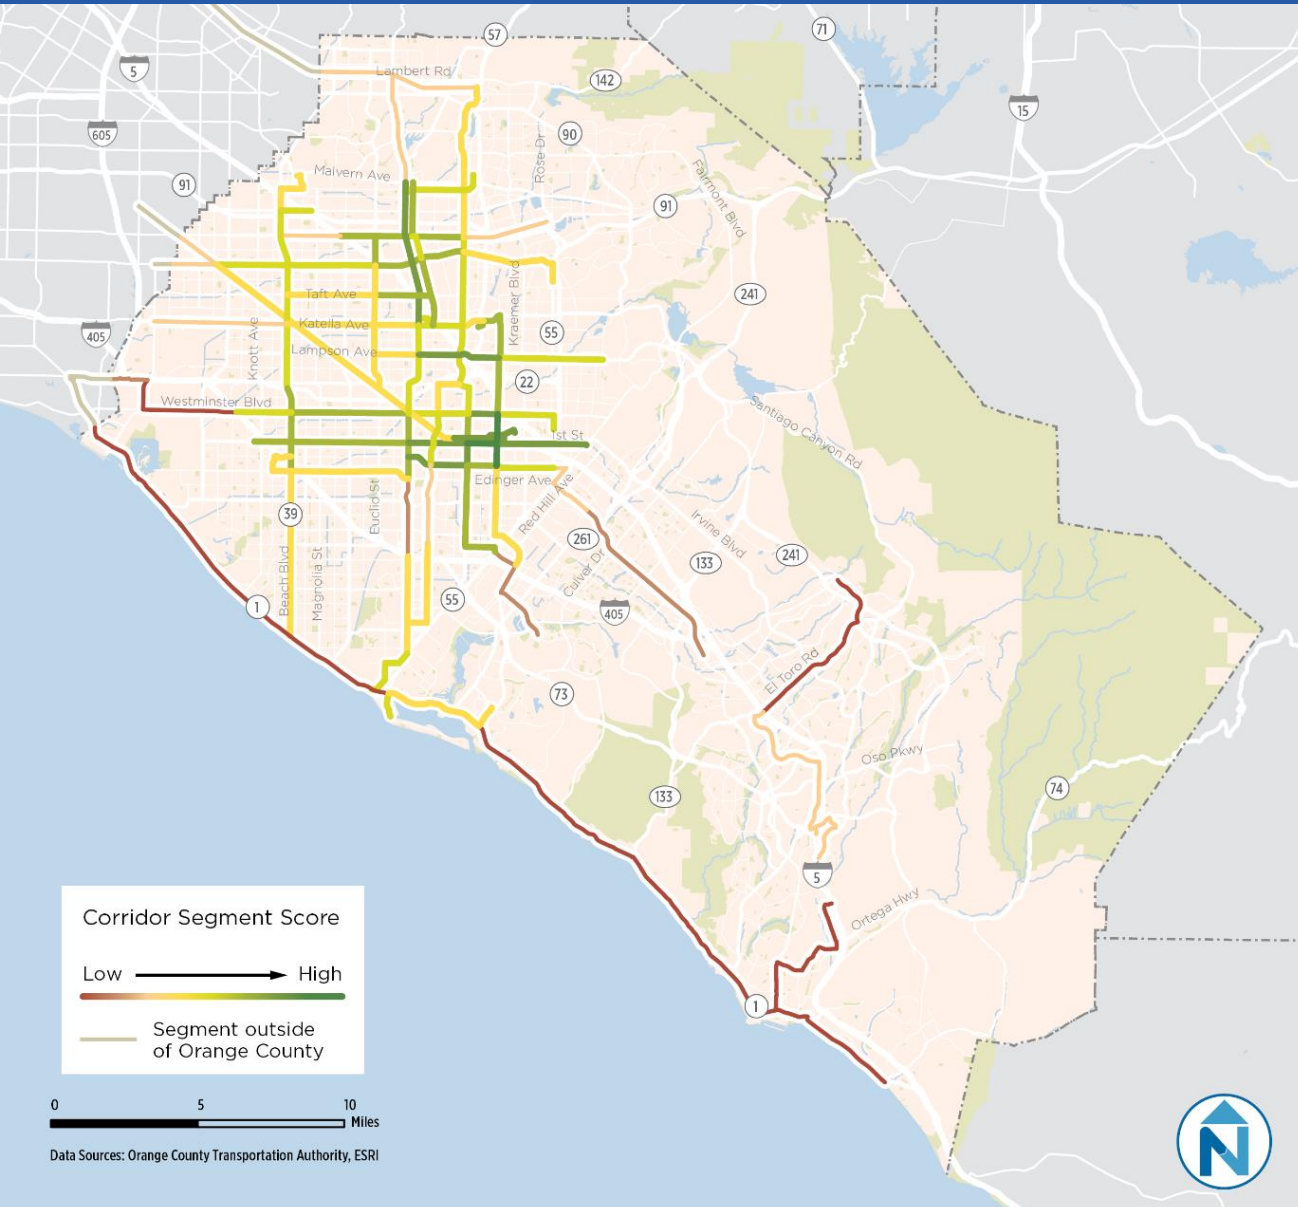 57
71
5
Lambert Rd
142
15
605
90
Rose Dr
Malvern Ave
91
Fairmont Blvd
91
Kraemer Blvd
241
Taft Ave
Katella Ave
405
Knott Ave
55
Lampson Ave
22
Westminster Blvd
Santiago Canyon Rd
1st St
Edinger Ave
Red Hill Ave
Euclid St
39
Irvine Blvd
261
133
241
Culver Dr
Beach Blvd
Magnolia St
55
1
405
El Toro Rd
73
Oso Pkwy
133
74
5
Ortega Hwy
1
Corridor Segment Score
Low High
Segment outside
of Orange County
0 5 10
Miles
Data Sources: Orange County Transportation Authority, ESRI
N